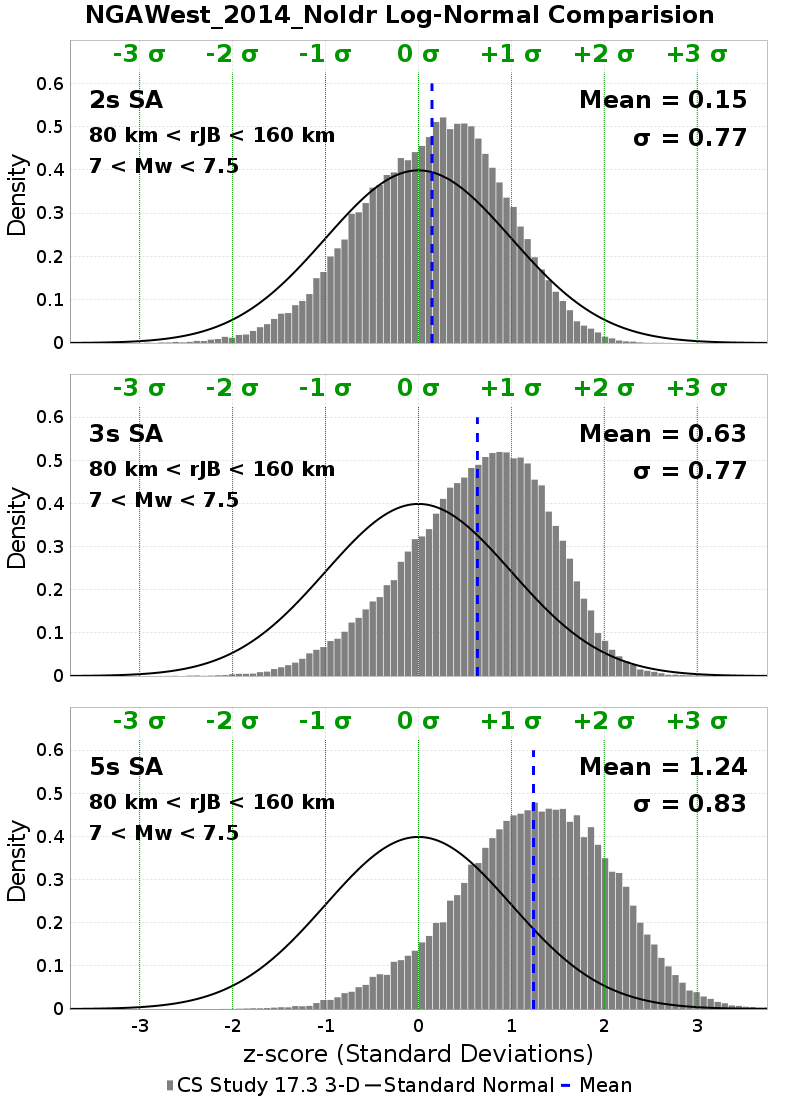 NGAWest_2014_NoIdr Log-Normal Comparision
-3 σ -2 σ -1 σ 0 σ +1 σ +2 σ +3 σ
0.6
2s SA
Mean = 0.15
0.5
80 km < rJB < 160 km
σ = 0.77
7 < Mw < 7.5
0.4
0.3
0.2
0.1
0
Density
-3 σ -2 σ -1 σ 0 σ +1 σ +2 σ +3 σ
0.6
3s SA
Mean = 0.63
0.5
80 km < rJB < 160 km
σ = 0.77
7 < Mw < 7.5
0.4
0.3
0.2
0.1
0
Density
-3 σ -2 σ -1 σ 0 σ +1 σ +2 σ +3 σ
0.6
5s SA
Mean = 1.24
0.5
80 km < rJB < 160 km
σ = 0.83
7 < Mw < 7.5
0.4
0.3
0.2
0.1
0
Density
-3 -2 -1 0 1 2 3
z-score (Standard Deviations)
CS Study 17.3 3-D Standard Normal Mean